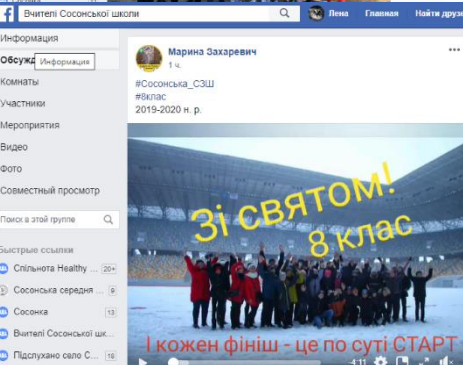 Вчителі Сосонської школи
Лена Главная Найти друзе
Информация
Обсужд
Информация
Комнаты
Участники
Мероприятия
Видео
Фото
Совместный просмотр
Поиск в этой группе
Быстрые ссылки
Спільнота Healthy ... 20+
Сосонська середня ... 9
Сосонка 13
Вчителі Сосонської шк...
Підслухано село С... 16
Марина Захаревич
1 ч.
#Сосонська_СЗШ
#8клас
2019-2020 н. р.
Зі святом!
8 клас
І кожен фініш - це по суті СТАРТ
-4:11